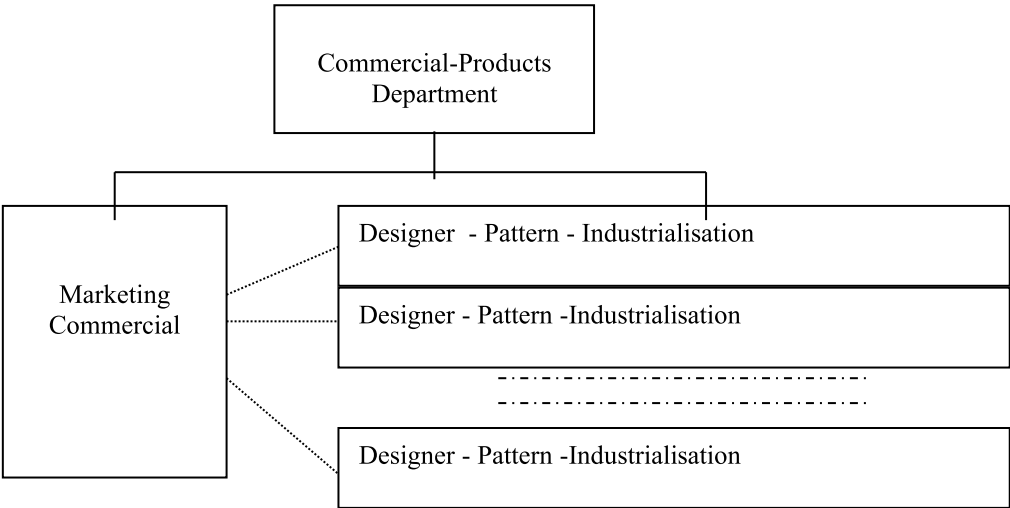 Commercial-Products
Department
Designer - Pattern - Industrialisation
Marketing
Commercial
Designer - Pattern -Industrialisation
Designer - Pattern -Industrialisation